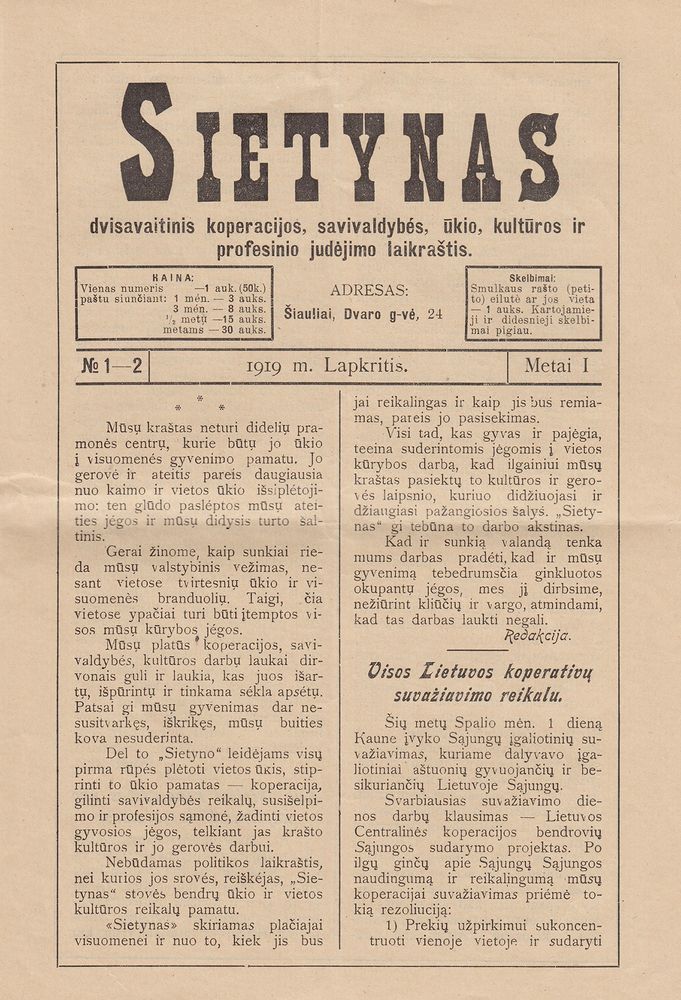 SIETYNAS
dvisavaitinis koperacijos, savivaldybės, ūkio, kultūros ir
profesinio judėjimo laikraštis.
KAINA:
Vienas numeris —1 auk. (50k.)
paštu siunčiant: 1 mėn. — 3 auks.
3 mėn. — 8 auks.
½ metų —15 auks.
metams — 30 auks.
ADRESAS:
Šiauliai, Dvaro g-vė, 24
Skelbimai:
Smulkaus rašto (peti-
to) eilutė ar jos vieta
— 1 auks. Kartojamie-
ji ir didesnieji skelbi-
mai pigiau.
№ 1—2
1919 m. Lapkritis.
Metai I
* * *
Mūsų kraštas neturi didelių pra-
monės centrų, kurie būtų jo ūkio
į visuomenės gyvenimo pamatu. Jo
gerovė ir ateitis pareis daugiausia
nuo kaimo ir vietos ūkio išsiplėtoji-
mo: ten glūdo paslėptos mūsų atei-
ties jėgos ir mūsų didysis turto šal-
tinis.
Gerai žinome, kaip sunkiai rie-
da mūsų valstybinis vežimas, ne-
sant vietose tvirtesnių ūkio ir vi-
suomenės branduolių. Taigi, čia
vietose ypačiai turi būti įtemptos vi-
sos mūsų kūrybos jėgos.
Mūsų platūs koperacijos, savi-
valdybės, kultūros darbų laukai dir-
vonais guli ir laukia, kas juos išar-
tų, išpūrintų ir tinkama sėkla apsėtų.
Patsai gi mūsų gyvenimas dar ne-
susitvarkęs, iškrikęs, mūsų buities
kova nesuderinta.
Dėl to „Sietyno“ leidėjams visų
pirma rūpės plėtoti vietos ūkis, stip-
rinti to ūkio pamatas — koperacija,
gilinti savivaldybės reikalų, susišelpi-
mo ir profesijos sąmonė, žadinti vietos
gyvosios jėgos, telkiant jas krašto
kultūros ir jo gerovės darbui.
Nebūdamas politikos laikraštis,
nei kurios jos srovės, reiškėjas, „Sie-
tynas“ stovės bendrų ūkio ir vietos
kultūros reikalų pamatu.
«Sietynas» skiriamas plačiajai
visuomenei ir nuo to, kiek jis bus
jai reikalingas ir kaip jis bus remia-
mas, pareis jo pasisekimas.
Visi tad, kas gyvas ir pajėgia,
teeina suderintomis jėgomis į vietos
kūrybos darbą, kad ilgainiui mūsų
kraštas pasiektų to kultūros ir gero-
vės laipsnio, kuriuo didžiuojasi ir
džiaugiasi pažangiosios šalys. „Siety-
nas“ gi tebūna to darbo akstinas.
Kad ir sunkią valandą tenka
mums darbas pradėti, kad ir mūsų
gyvenimą tebedrumsčia ginkluotos
okupantų jėgos, mes jį dirbsime,
nežiūrint kliūčių ir vargo, atmindami,
kad tas darbas laukti negali.
Redakcija.
Visos Lietuvos koperativų
suvažiavimo reikalu.
Šių metų Spalio mėn. 1 dieną
Kaune įvyko Sąjungų įgaliotinių su-
važiavimas, kuriame dalyvavo įga-
liotiniai aštuonių gyvuojančių ir be-
sikuriančių Lietuvoje Sąjungų.
Svarbiausias suvažiavimo die-
nos darbų klausimas — Lietuvos
Centralinės koperacijos bendrovių
Sąjungos sudarymo projektas. Po
ilgų ginčų apie Sąjungų Sąjungos
naudingumą ir reikalingumą mūsų
koperacijai suvažiavimas priėmė to-
kią rezoliuciją:
1) Prekių užpirkimui sukoncen-
truoti vienoje vietoje ir sudaryti